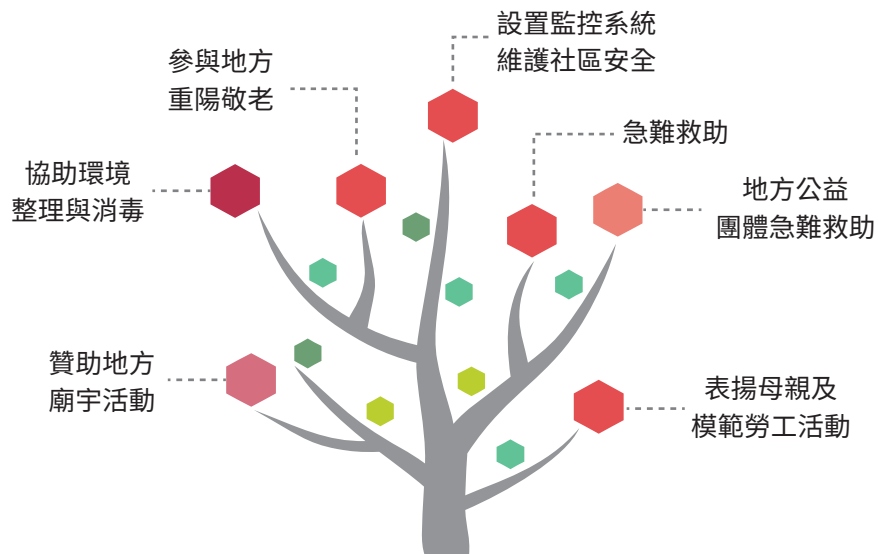 設置監控系統
維護社區安全
參與地方
重陽敬老
急難救助
協助環境
整理與消毒
地方公益
團體急難救助
贊助地方
廟宇活動
表揚母親及
模範勞工活動